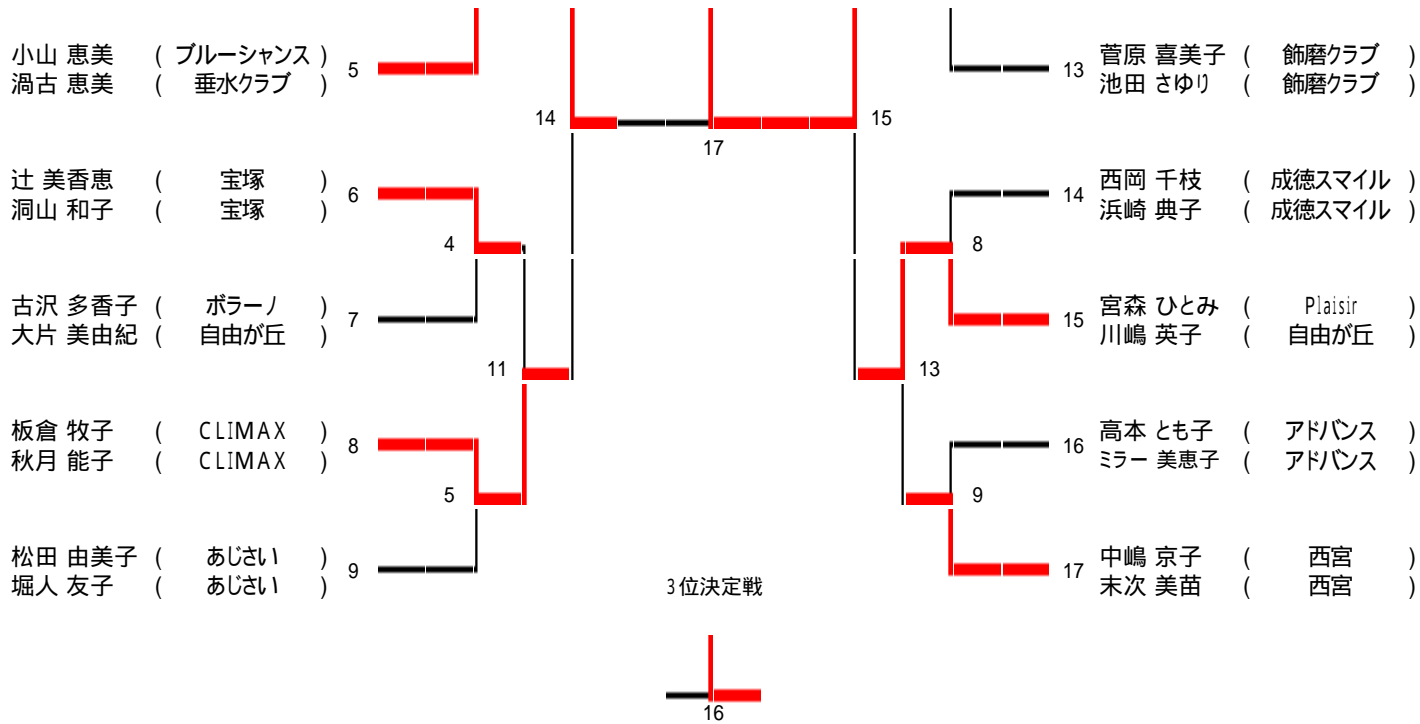 小山 恵美 ( ブルーシャンス ) 5
渦古 恵美 ( 垂水クラブ )
13 菅原 喜美子 ( 飾磨クラブ )
池田 さゆり ( 飾磨クラブ )
14
15
17
辻 美香恵 ( 宝塚 ) 6
洞山 和子 ( 宝塚 )
14 西岡 千枝 ( 成徳スマイル )
浜崎 典子 ( 成徳スマイル )
4
8
古沢 多香子 ( ボラーノ ) 7
大片 美由紀 ( 自由が丘 )
15 宮森 ひとみ ( Plaisir )
川嶋 英子 ( 自由が丘 )
11
13
板倉 牧子 ( CLIMAX ) 8
秋月 能子 ( CLIMAX )
16 高本 とも子 ( アドバンス )
ミラー 美恵子 ( アドバンス )
5
9
松田 由美子 ( あじさい ) 9
堀人 友子 ( あじさい )
17 中嶋 京子 ( 西宮 )
末次 美苗 ( 西宮 )
3位決定戦
16